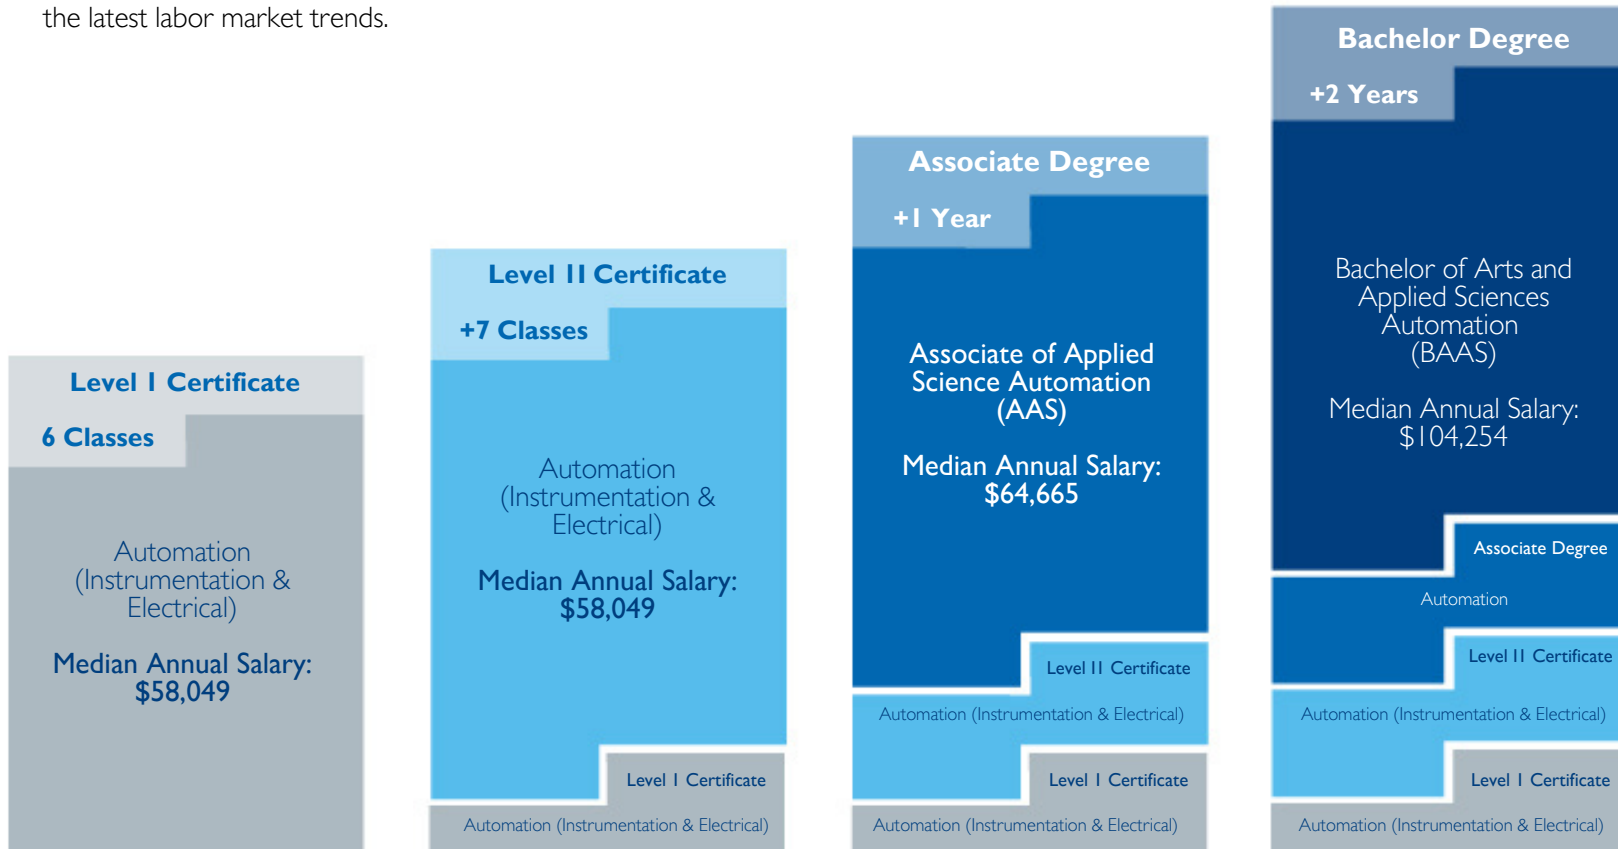 the latest labor market trends.
Level I Certificate
6 Classes
Automation
(Instrumentation &
Electrical)
Median Annual Salary:
$58,049
Level II Certificate
+7 Classes
Automation
(Instrumentation &
Electrical)
Median Annual Salary:
$58,049
Level I Certificate
Automation (Instrumentation & Electrical)
Associate Degree
+1 Year
Associate of Applied
Science Automation
(AAS)
Median Annual Salary:
$64,665
Level II Certificate
Automation (Instrumentation & Electrical)
Level I Certificate
Automation (Instrumentation & Electrical)
Bachelor Degree
+2 Years
Bachelor of Arts and
Applied Sciences
Automation
(BAAS)
Median Annual Salary:
$104,254
Associate Degree
Automation
Level II Certificate
Automation (Instrumentation & Electrical)
Level I Certificate
Automation (Instrumentation & Electrical)